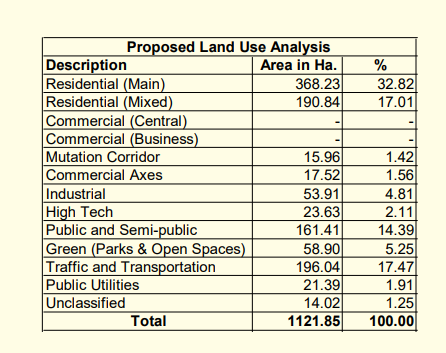 Proposed Land Use Analysis
Description Area in Ha. %
Residential (Main) 368.23 32.82
Residential (Mixed) 190.84 17.01
Commercial (Central) - -
Commercial (Business) - -
Mutation Corridor 15.96 1.42
Commercial Axes 17.52 1.56
Industrial 53.91 4.81
High Tech 23.63 2.11
Public and Semi-public 161.41 14.39
Green (Parks & Open Spaces) 58.90 5.25
Traffic and Transportation 196.04 17.47
Public Utilities 21.39 1.91
Unclassified 14.02 1.25
Total 1121.85 100.00